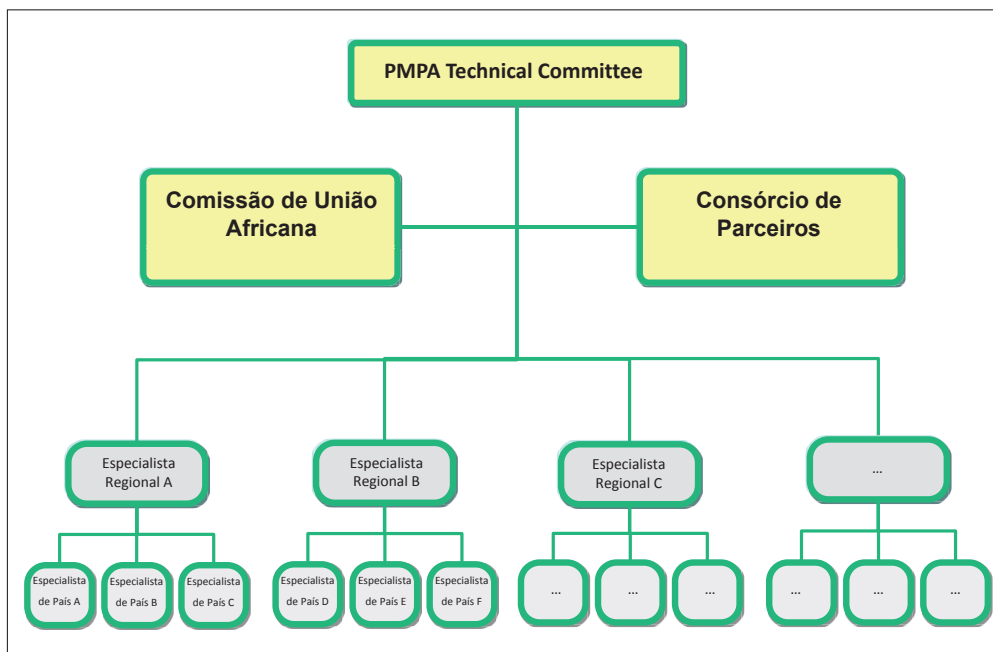 PMPA Technical Committee
Comissão de União
Africana
Consórcio de
Parceiros
Especialista
Regional A
Especialista
Regional B
Especialista
Regional C
...
Especialista
de País A
Especialista
de País B
Especialista
de País C
Especialista
de País D
Especialista
de País E
Especialista
de País F
...
...
...
...
...
...